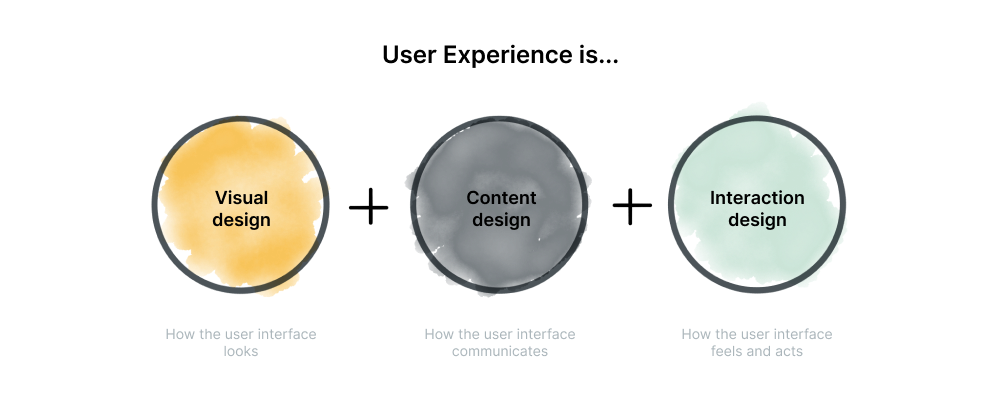 User Experience is...
Visual
design
Content
design
Interaction
design
How the user interface
looks
How the user interface
communicates
How the user interface
feels and acts